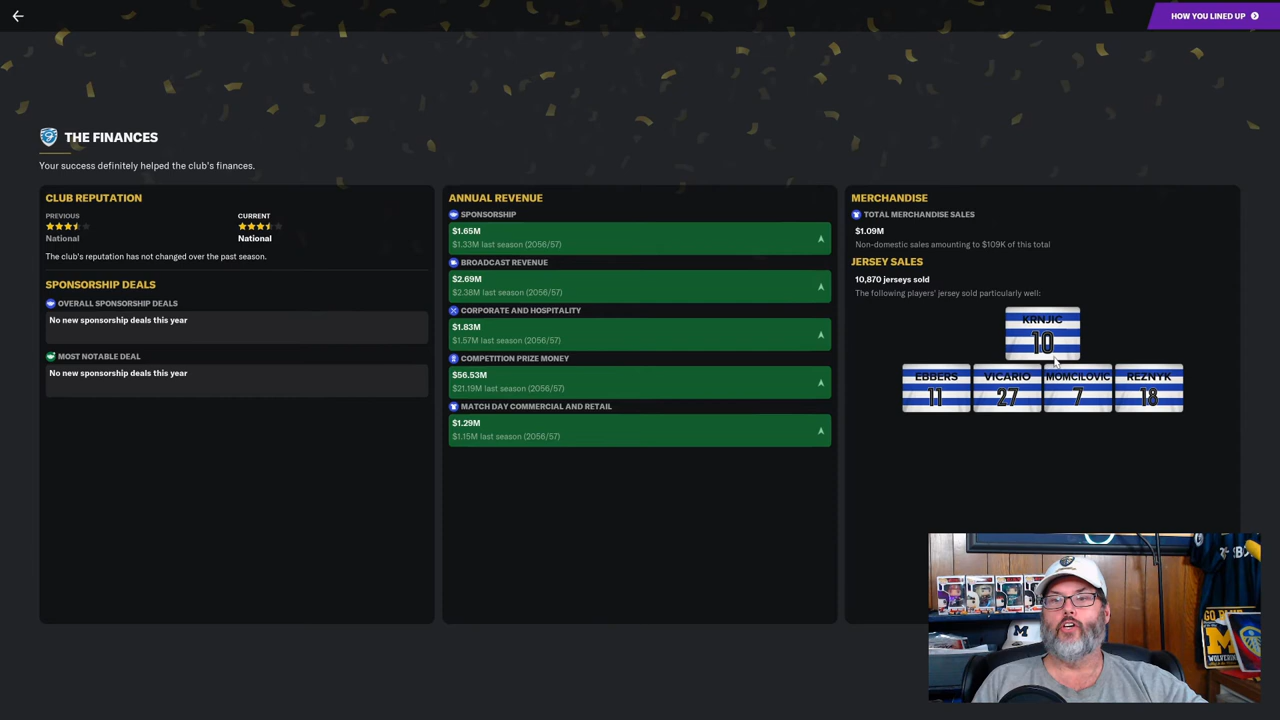 HOW YOU LINED UP
THE FINANCES
Your success definitely helped the club's finances.
CLUB REPUTATION
PREVIOUS
CURRENT
National
National
The club's reputation has not changed over the past season.
SPONSORSHIP DEALS
OVERALL SPONSORSHIP DEALS
No new sponsorship deals this year
MOST NOTABLE DEAL
No new sponsorship deals this year
ANNUAL REVENUE
SPONSORSHIP
$1.65M
$1.33M last season (2056/57)
BROADCAST REVENUE
$2.69M
$2.38M last season (2056/57)
CORPORATE AND HOSPITALITY
$1.83M
$1.57M last season (2056/57)
COMPETITION PRIZE MONEY
$56.53M
$21.19M last season (2056/57)
MATCH DAY COMMERCIAL AND RETAIL
$1.29M
$1.15M last season (2056/57)
MERCHANDISE
TOTAL MERCHANDISE SALES
$1.09M
Non-domestic sales amounting to $109K of this total
JERSEY SALES
10,870 jerseys sold
The following players' jersey sold particularly well:
KRNJIC
10
EBBERS
11
VICARIO
27
MOMCILOVIC
7
REZNYK
18
M
GO BLUE
M
WOLVERINES